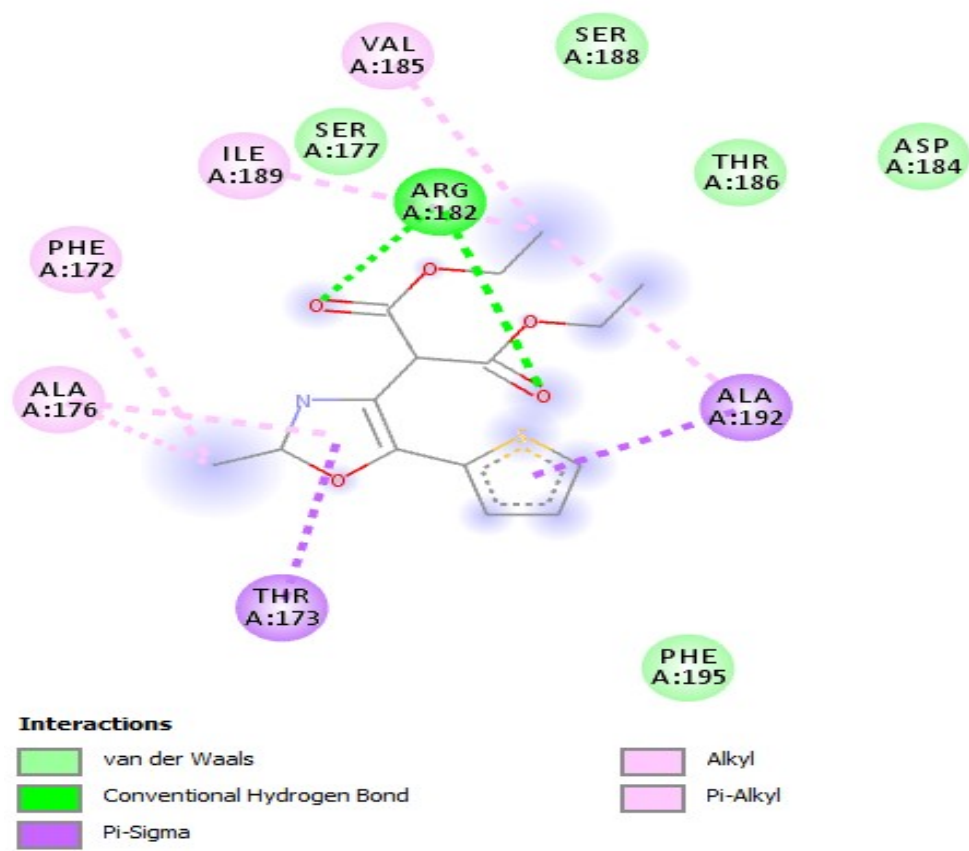 VAL
A:185
SER
A:188
SER
A:177
ILE
A:189
THR
A:186
ASP
A:184
ARG
A:182
PHE
A:172
O
O
O
O
ALA
A:176
N
ALA
A:192
S
O
THR
A:173
PHE
A:195
Interactions
van der Waals
Conventional Hydrogen Bond
Pi-Sigma
Alkyl
Pi-Alkyl